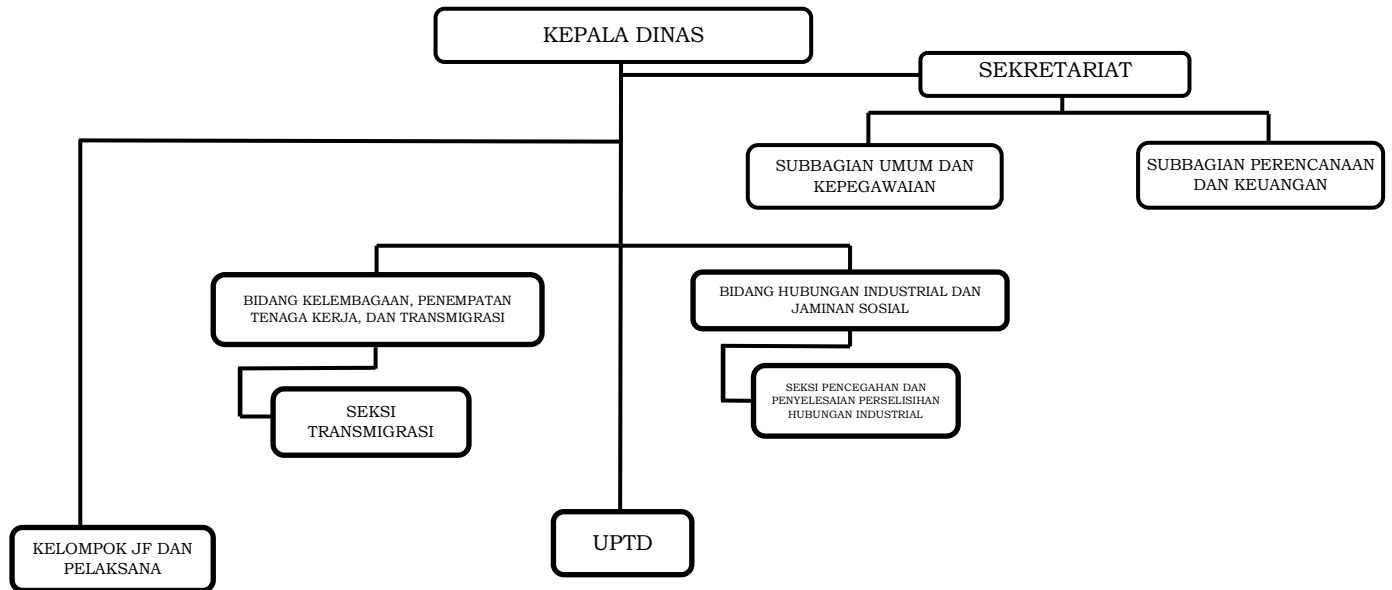 KEPALA DINAS
SEKRETARIAT
SUBBAGIAN UMUM DAN
KEPEGAWAIAN
SUBBAGIAN PERENCANAAN
DAN KEUANGAN
BIDANG KELEMBAGAAN, PENEMPATAN
TENAGA KERJA, DAN TRANSMIGRASI
BIDANG HUBUNGAN INDUSTRIAL DAN
JAMINAN SOSIAL
SEKSI
TRANSMIGRASI
SEKSI PENCEGAHAN DAN
PENYELESAIAN PERSELISIHAN
HUBUNGAN INDUSTRIAL
KELOMPOK JF DAN
PELAKSANA
UPTD